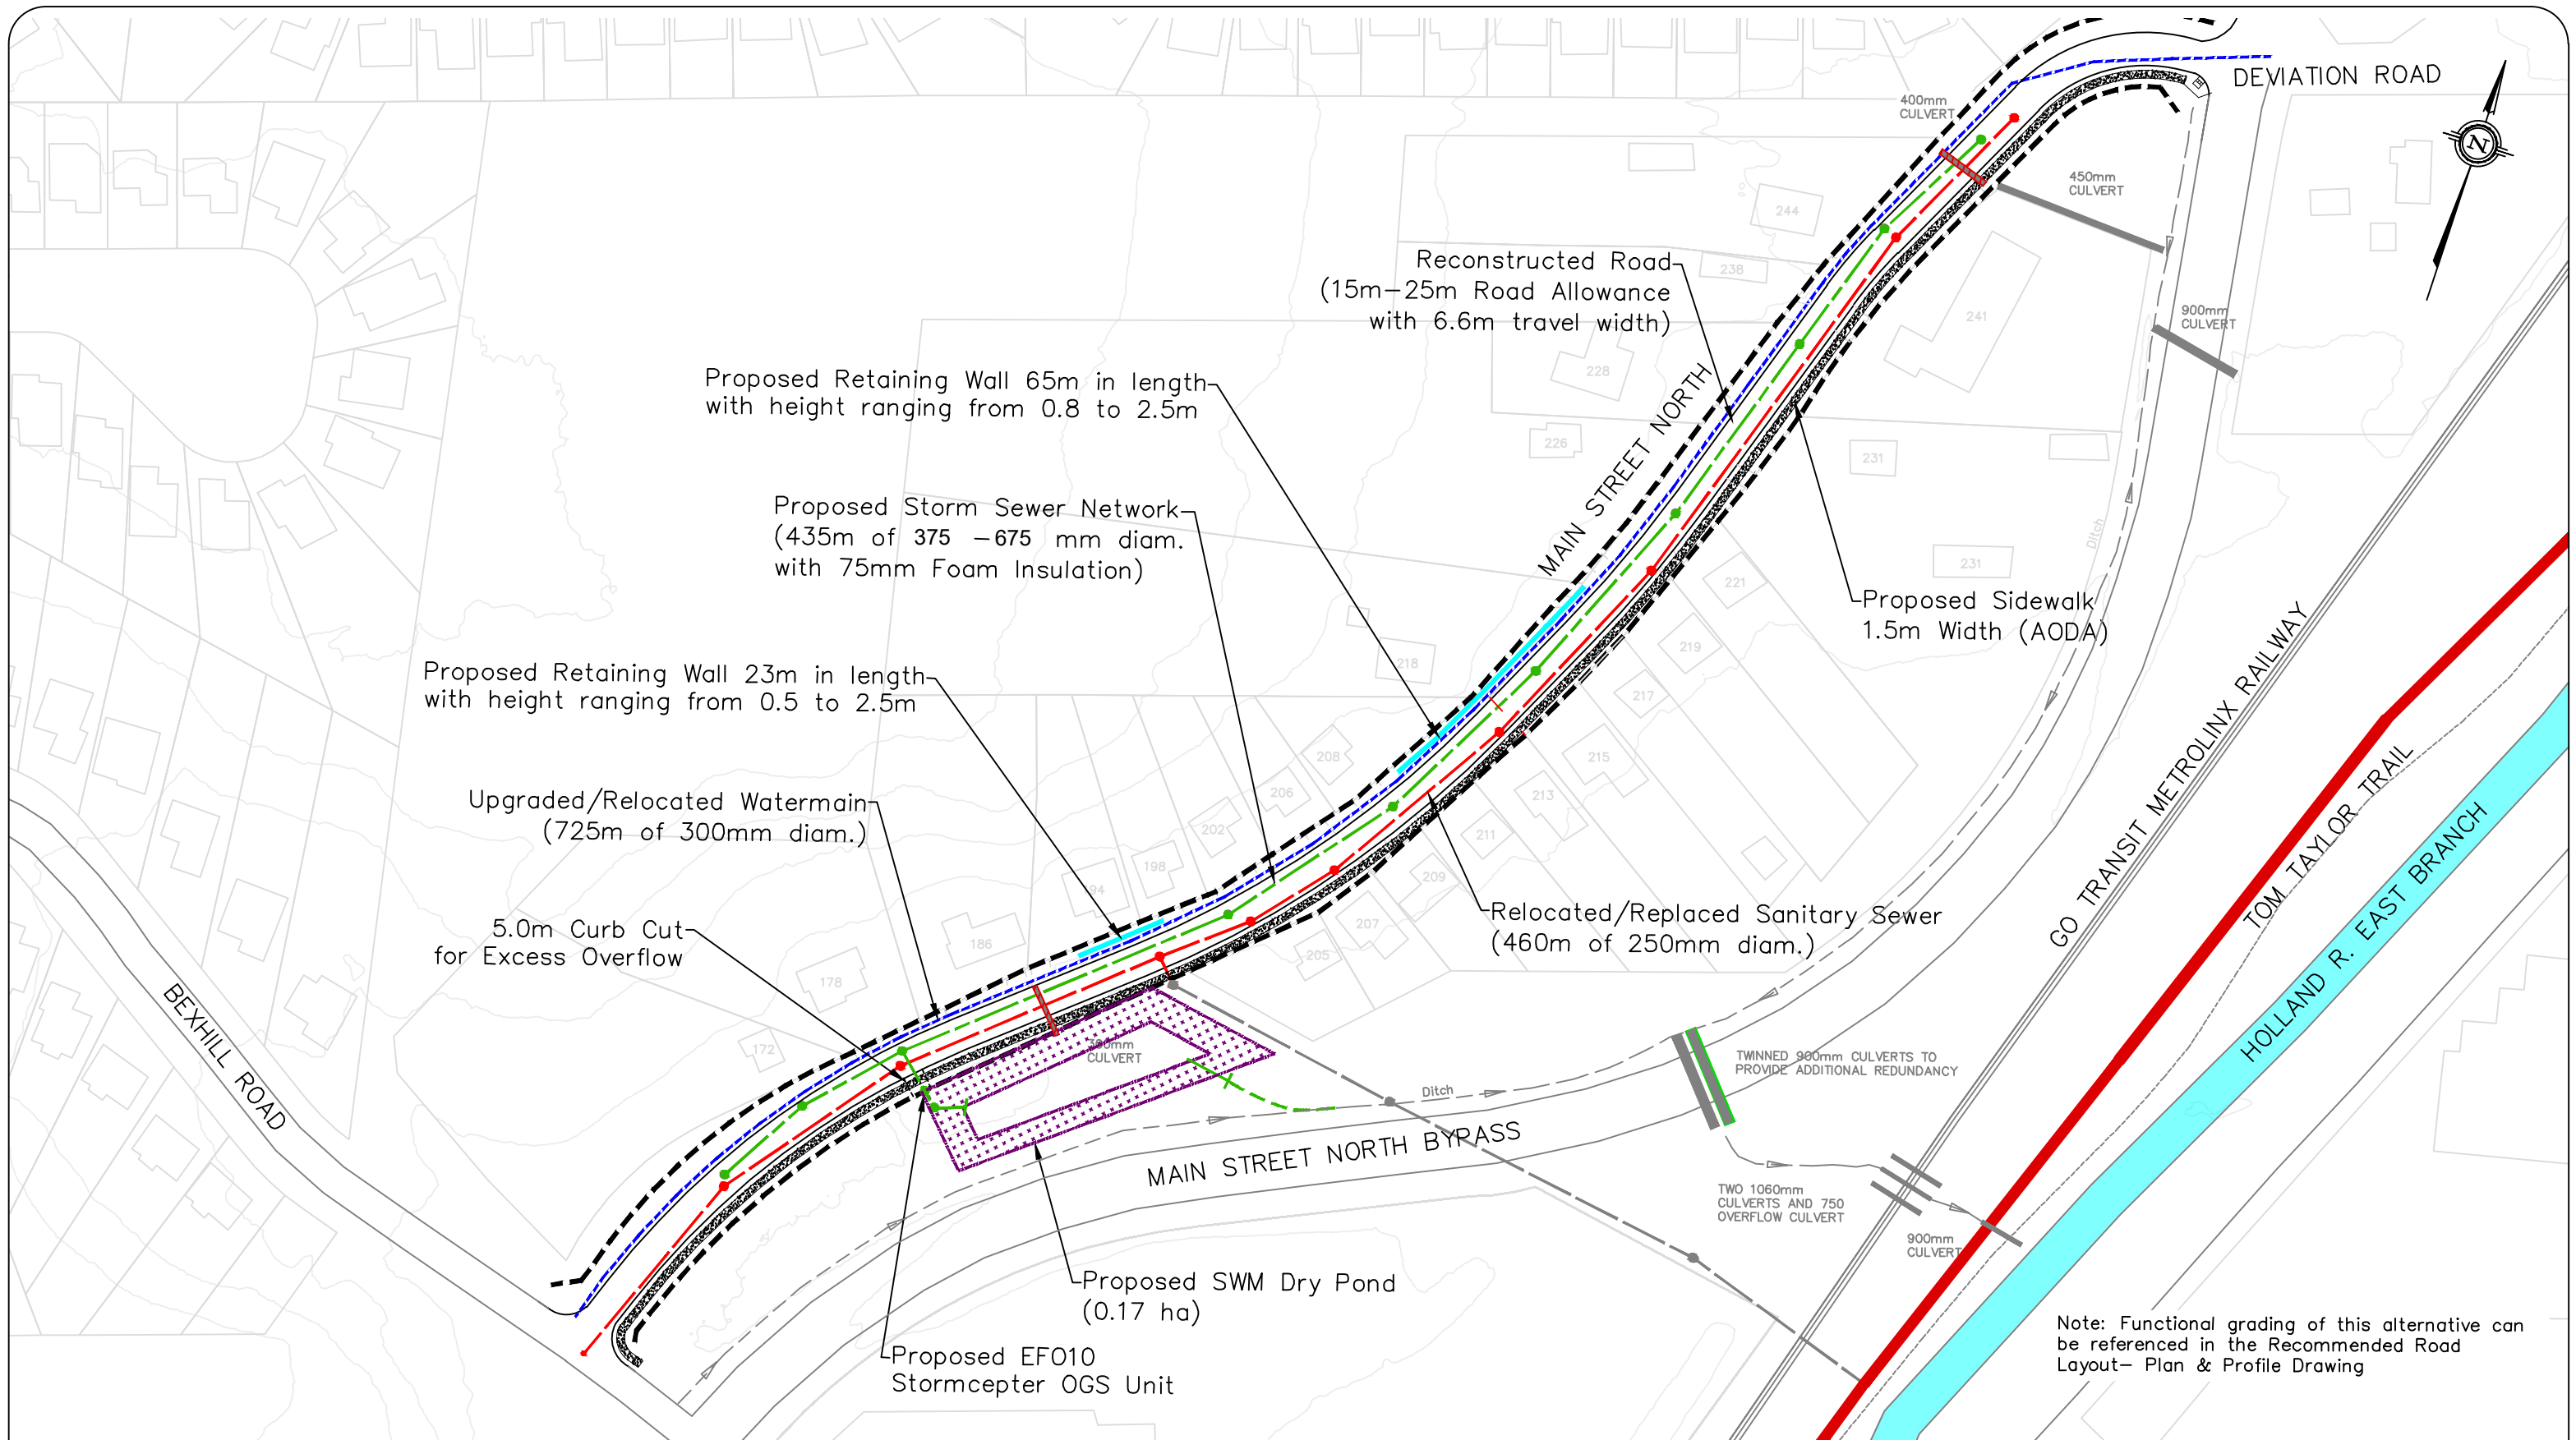 DEVIATION ROAD
N
400mm
CULVERT
450mm
CULVERT
244
238
Reconstructed Road
(15m-25m Road Allowance
with 6.6m travel width)
241
900mm
CULVERT
228
226
231
MAIN STREET NORTH
Proposed Retaining Wall 65m in length
with height ranging from 0.8 to 2.5m
Proposed Storm Sewer Network
(435m of 375 -675 mm diam.
with 75mm Foam Insulation)
Ditch
231
221
Proposed Sidewalk
1.5m Width (AODA)
219
218
217
Proposed Retaining Wall 23m in length
with height ranging from 0.5 to 2.5m
GO TRANSIT METROLINX RAILWAY
TOM TAYLOR TRAIL
HOLLAND R. EAST BRANCH
208
215
206
213
202
211
Upgraded/Relocated Watermain
(725m of 300mm diam.)
198
209
194
207
186
205
178
Relocated/Replaced Sanitary Sewer
(460m of 250mm diam.)
5.0m Curb Cut
for Excess Overflow
172
CULVERT
BEXHILL ROAD
TWINNED 900mm CULVERTS TO
PROVIDE ADDITIONAL REDUNDANCY
Ditch
MAIN STREET NORTH BYPASS
TWO 1060mm
CULVERTS AND 750
OVERFLOW CULVERT
900mm
CULVERT
Proposed SWM Dry Pond
(0.17 ha)
Proposed EFO10
Stormcepter OGS Unit
Note: Functional grading of this alternative can
be referenced in the Recommended Road
Layout- Plan & Profile Drawing